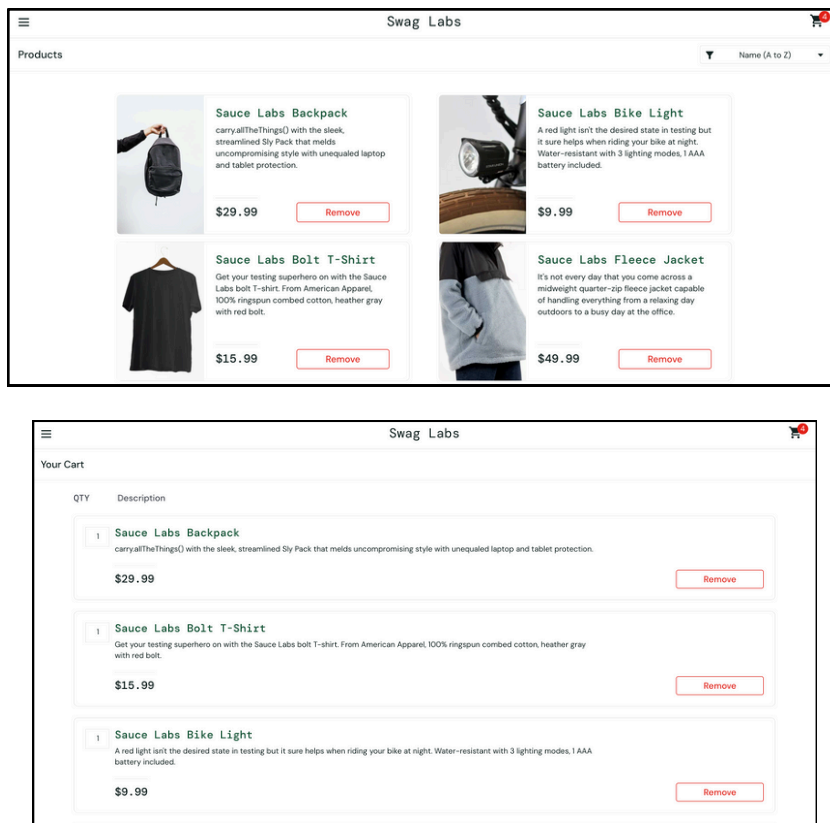 Swag Labs
4
Products
Name (A to Z)
Sauce Labs Backpack
carry.allTheThings() with the sleek,
streamlined Sly Pack that melds
uncompromising style with unequaled laptop
and tablet protection.
$29.99
Remove
Sauce Labs Bike Light
A red light isn't the desired state in testing but
it sure helps when riding your bike at night.
Water-resistant with 3 lighting modes, 1 AAA
battery included.
$9.99
Remove
Sauce Labs Bolt T-Shirt
Get your testing superhero on with the Sauce
Labs bolt T-shirt. From American Apparel,
100% ringspun combed cotton, heather gray
with red bolt.
$15.99
Remove
Sauce Labs Fleece Jacket
It's not every day that you come across a
midweight quarter-zip fleece jacket capable
of handling everything from a relaxing day
outdoors to a busy day at the office.
$49.99
Remove
Swag Labs
4
Your Cart
QTY Description
1 Sauce Labs Backpack
carry.allTheThings() with the sleek, streamlined Sly Pack that melds uncompromising style with unequaled laptop and tablet protection.
$29.99 Remove
1 Sauce Labs Bolt T-Shirt
Get your testing superhero on with the Sauce Labs bolt T-shirt. From American Apparel, 100% ringspun combed cotton, heather gray
with red bolt.
$15.99 Remove
1 Sauce Labs Bike Light
A red light isn't the desired state in testing but it sure helps when riding your bike at night. Water-resistant with 3 lighting modes, 1 AAA
battery included.
$9.99 Remove